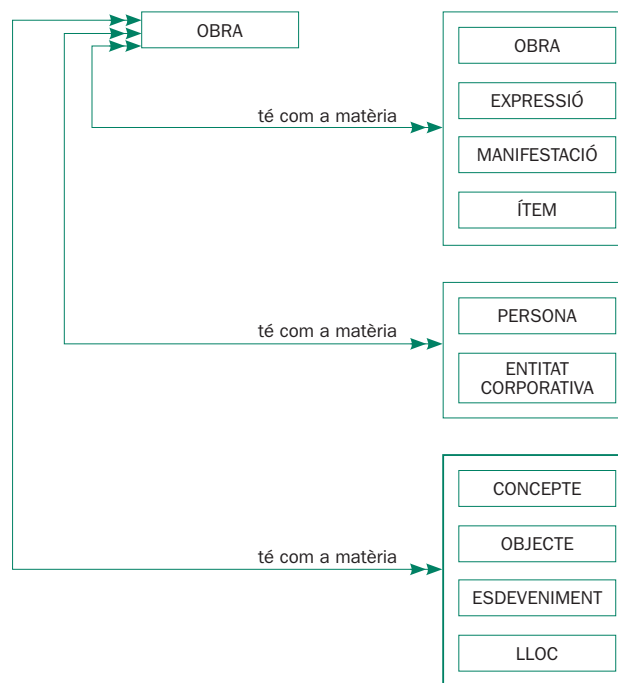 OBRA
OBRA
EXPRESSIÓ
té com a matèria
MANIFESTACIÓ
ÍTEM
PERSONA
té com a matèria
ENTITAT
CORPORATIVA
CONCEPTE
OBJECTE
té com a matèria
ESDEVENIMENT
LLOC